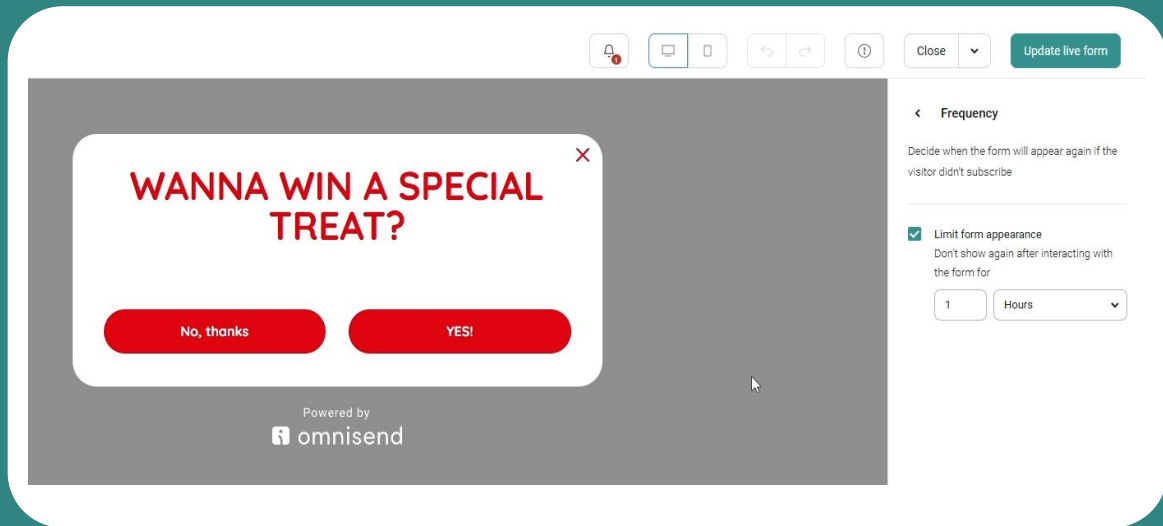 Close
Update live form
WANNA WIN A SPECIAL
TREAT?
No, thanks
YES!
Powered by
omnisend
Frequency
Decide when the form will appear again if the
visitor didn't subscribe
Limit form appearance
Don't show again after interacting with
the form for
1
Hours